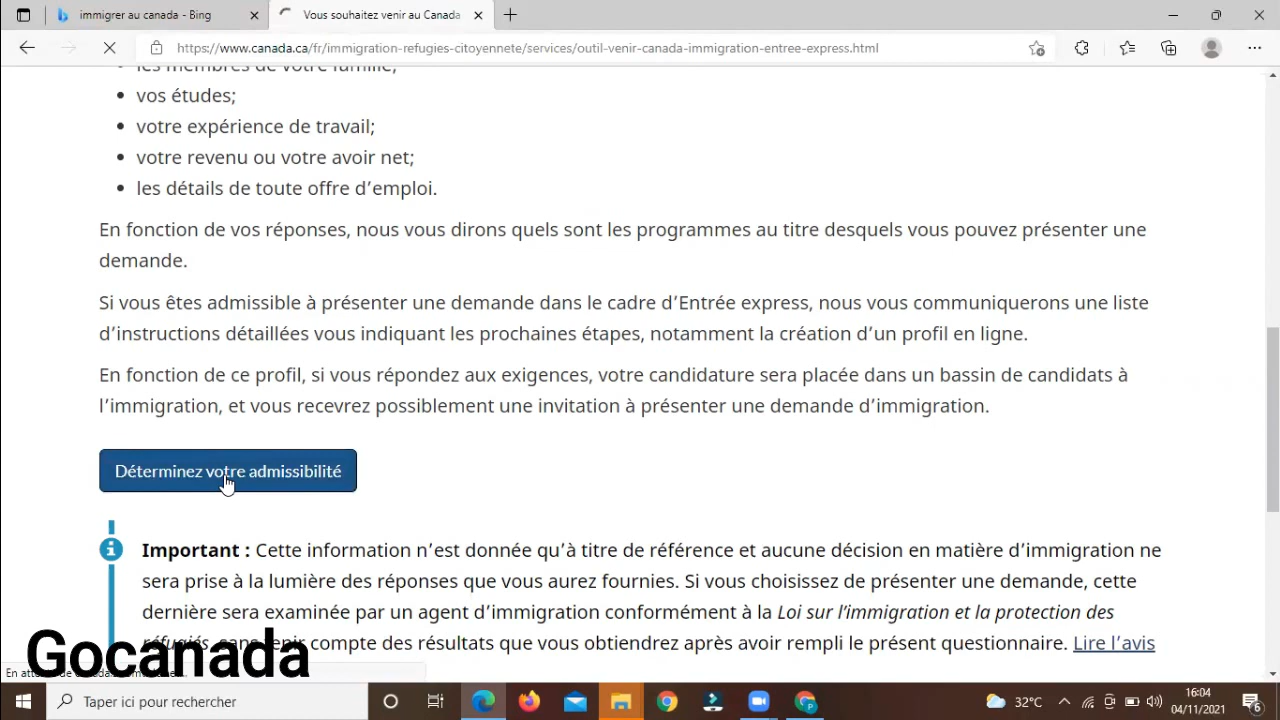 immigrer au canada - Bing
Vous souhaitez venir au Canada
https://www.canada.ca/fr/immigration-refugies-citoyennete/services/outil-venir-canada-immigration-entree-express.html
les membres de votre famille;
vos études;
votre expérience de travail;
votre revenu ou votre avoir net;
les détails de toute offre d'emploi.
En fonction de vos réponses, nous vous dirons quels sont les programmes au titre desquels vous pouvez présenter une
demande.
Si vous êtes admissible à présenter une demande dans le cadre d'Entrée express, nous vous communiquerons une liste
d'instructions détaillées vous indiquant les prochaines étapes, notamment la création d'un profil en ligne.
En fonction de ce profil, si vous répondez aux exigences, votre candidature sera placée dans un bassin de candidats à
l'immigration, et vous recevrez possiblement une invitation à présenter une demande d'immigration.
Déterminez votre admissibilité
Important : Cette information n'est donnée qu'à titre de référence et aucune décision en matière d'immigration ne
sera prise à la lumière des réponses que vous aurez fournies. Si vous choisissez de présenter une demande, cette
dernière sera examinée par un agent d'immigration conformément à la Loi sur l'immigration et la protection des
réfugiés, sans tenir compte des résultats que vous obtiendrez après avoir rempli le présent questionnaire. Lire l'avis
Gocanada
En attente de
Taper ici pour rechercher
32°C
16:04
04/11/2021
6